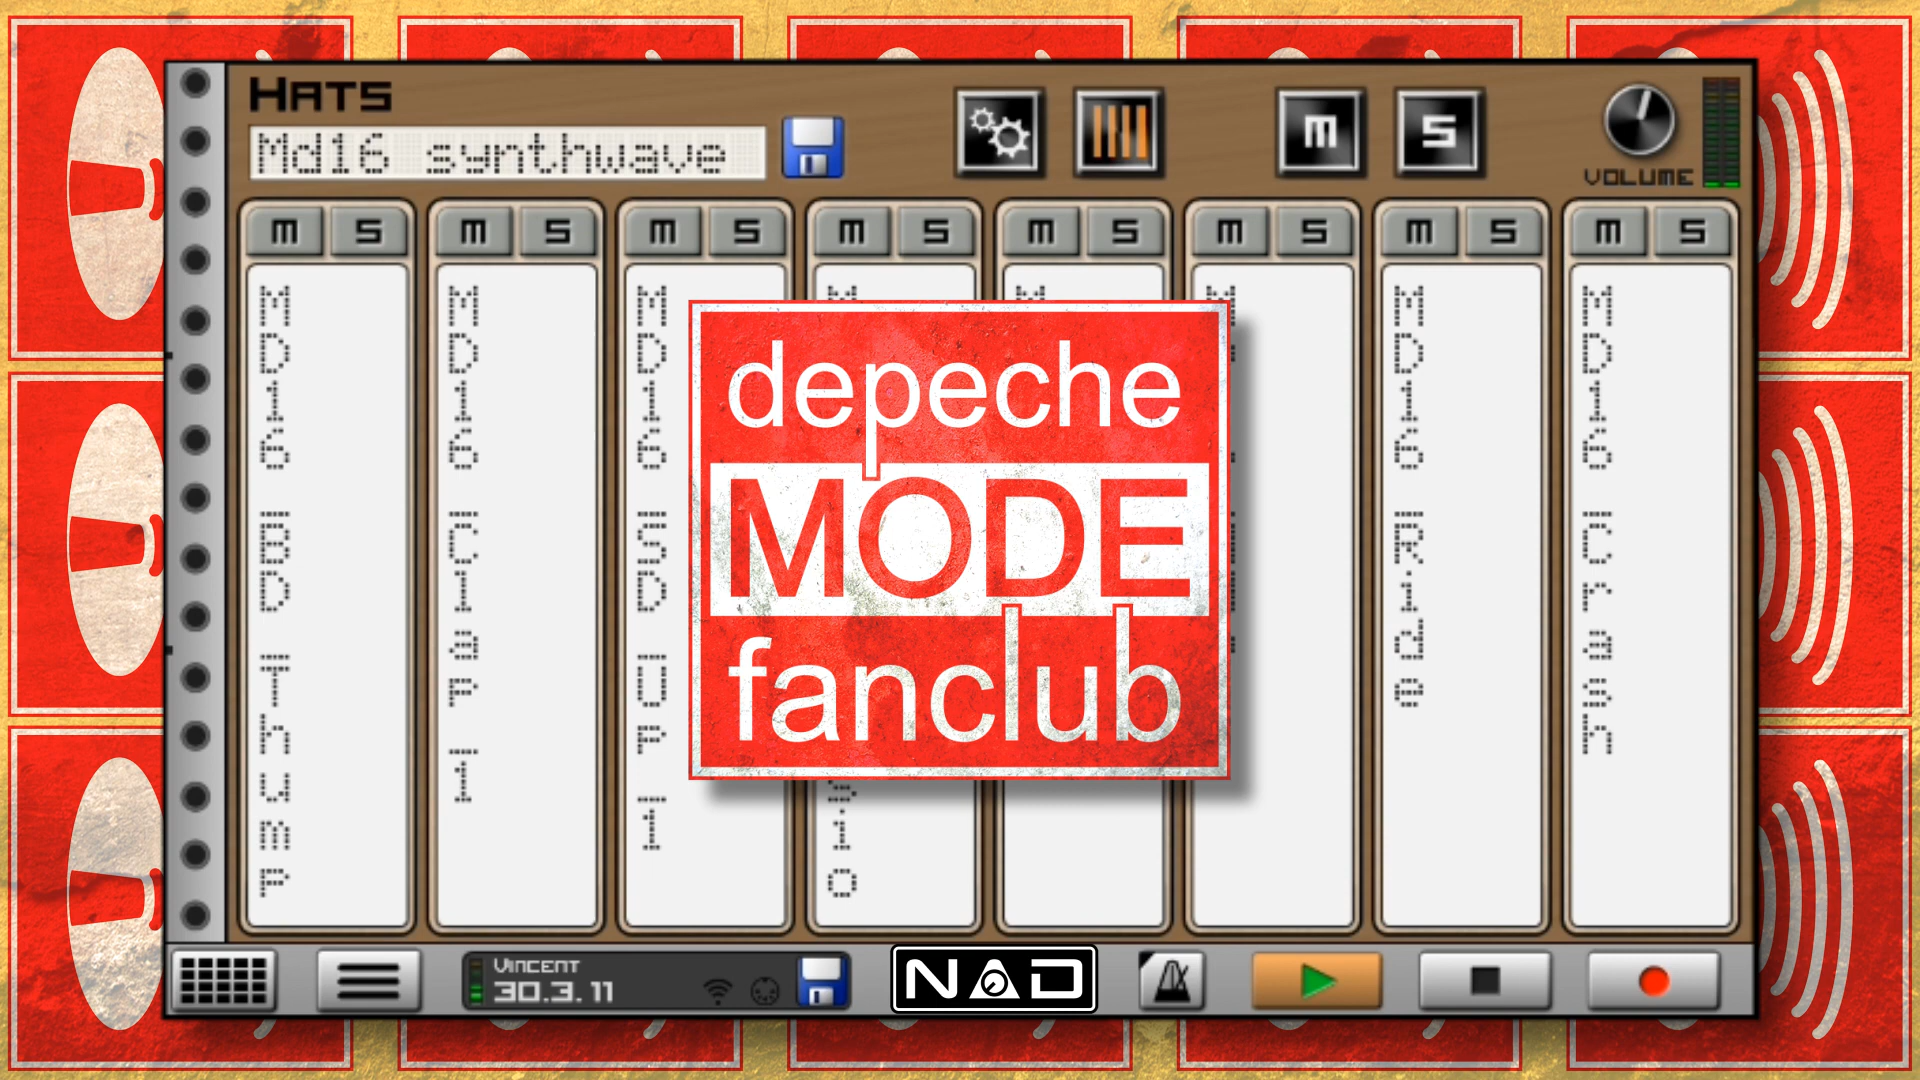 HATS
Md16 synthwave
M S
VOLUME
M S M S M S M S M S M S M S M S
MD16 BD Thump
MD16 Clap 1
MD16 SD UP 1
MD16 Ride
MD16 Crash
depeche
MODE
fanclub
VINCENT
30.3.11
NAD